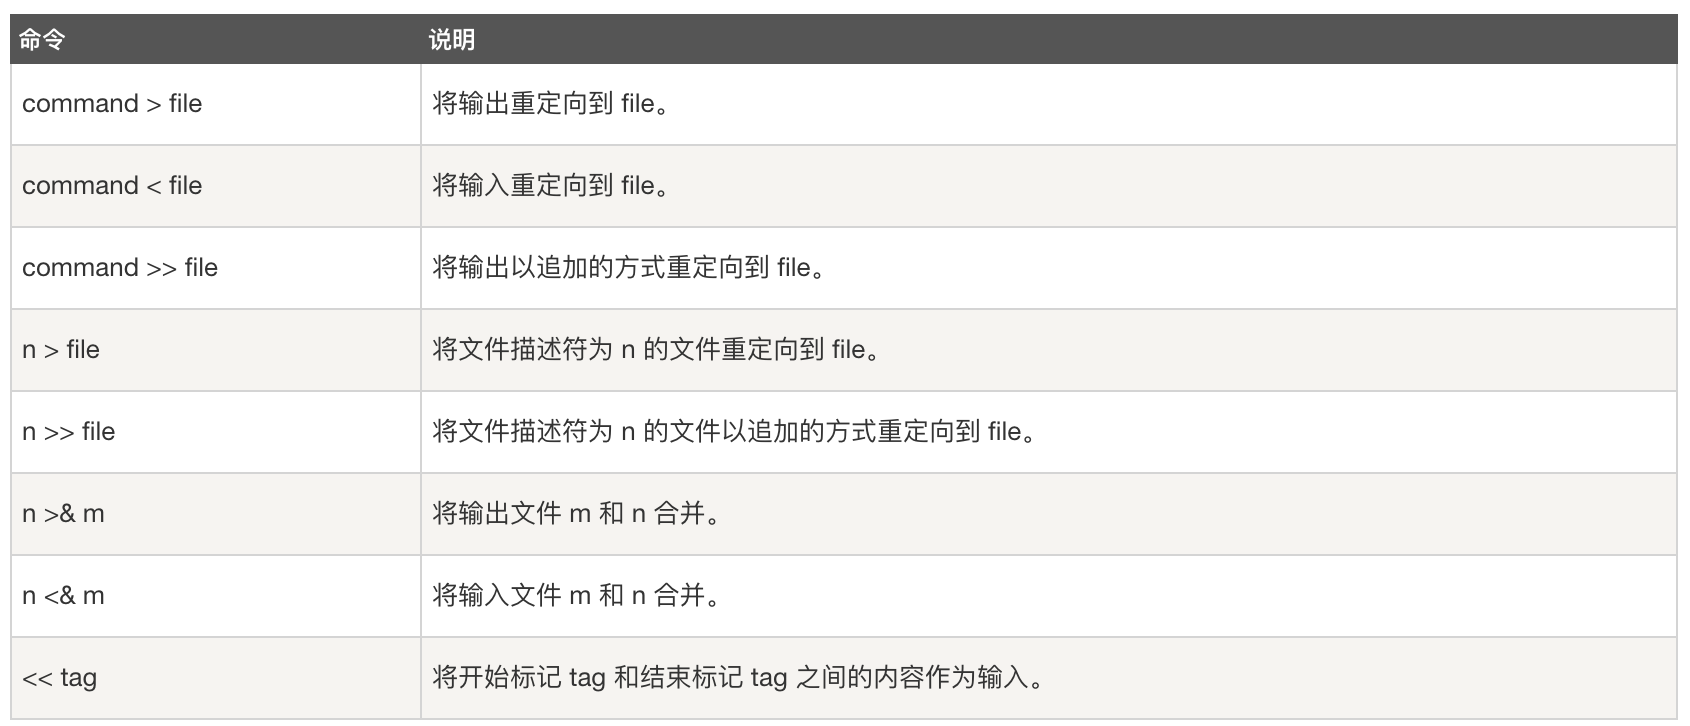 命令 说明
command > file 将输出重定向到 file。
command < file 将输入重定向到 file。
command >> file 将输出以追加的方式重定向到 file。
n > file 将文件描述符为 n 的文件重定向到 file。
n >> file 将文件描述符为 n 的文件以追加的方式重定向到 file。
n >& m 将输出文件 m 和 n 合并。
n <& m 将输入文件 m 和 n 合并。
<< tag 将开始标记 tag 和结束标记 tag 之间的内容作为输入。